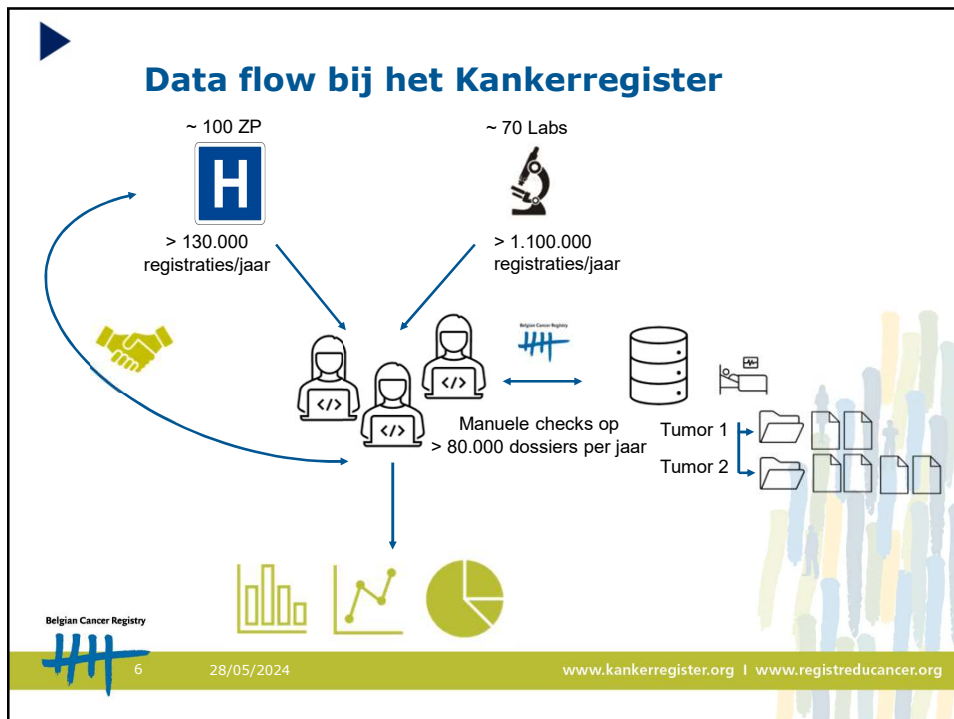 Data flow bij het Kankerregister
~ 100 ZP
H
> 130.000
registraties/jaar
~ 70 Labs
> 1.100.000
registraties/jaar
Belgian Cancer Registry
</>
</>
</>
Manuele checks op
> 80.000 dossiers per jaar
Tumor 1
Tumor 2
Belgian Cancer Registry
6
28/05/2024
www.kankerregister.org I www.registreducancer.org